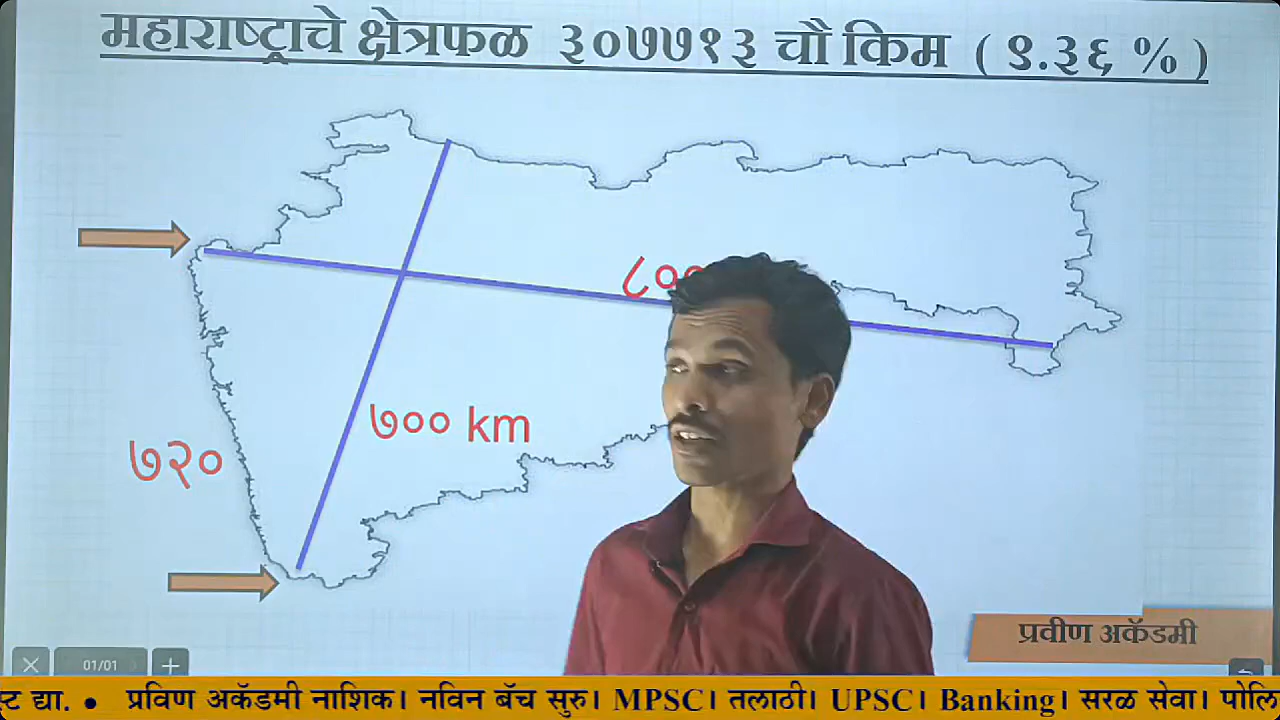 महाराष्ट्राचे क्षेत्रफळ ३०७७१३ चौ किम ( ९.३६ % )
८००
७०० km
७२०
प्रवीण अकॅडमी
01/01
द्या. • प्रविण अकॅडमी नाशिक। नविन बॅच सुरु। MPSC। तलाठी। UPSC। Banking। सरळ सेवा।